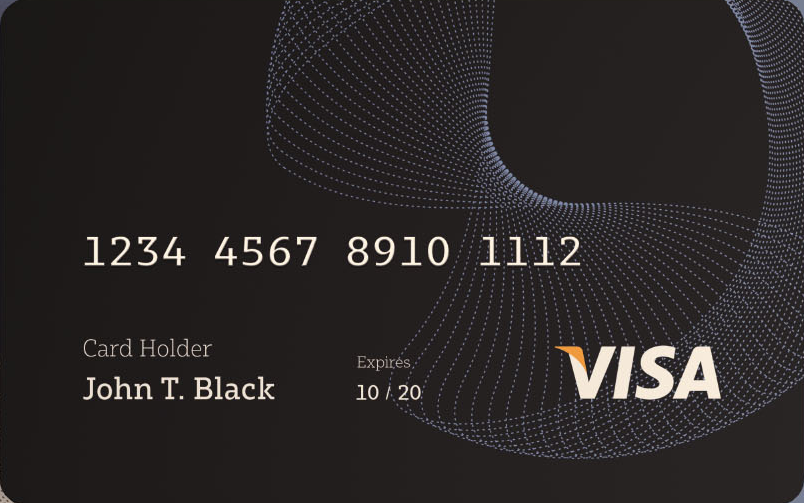 1234 4567 8910 1112
Card Holder
John T. Black
Expires
10 / 20
VISA